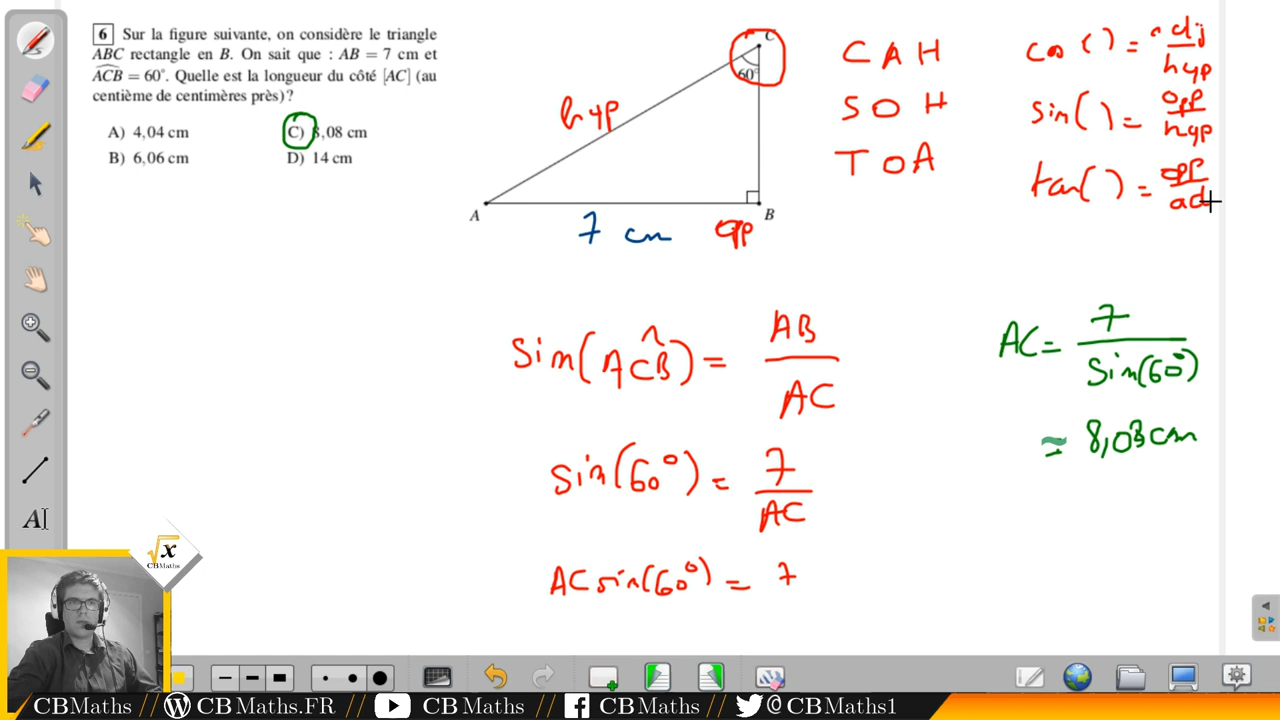 6 Sur la figure suivante, on considère le triangle
ABC rectangle en B. On sait que : AB = 7 cm et
ACB = 60°. Quelle est la longueur du côté [AC] (au
centième de centimètres près) ?
A) 4,04 cm
C) 8,08 cm
B) 6,06 cm
D) 14 cm
C
60°
hyp
A
B
7 cm
opp
CAH
SOH
TOA
cos( ) = adj/hyp
sin( ) = opp/hyp
tan( ) = opp/ad
sin(ACB) = AB/AC
sin(60°) = 7/AC
AC sin(60°) = 7
AC = 7/sin(60°)
≈ 8,08 cm
AI
√x
CBMaths
CBMaths
CBMaths.FR
CBMaths
CBMaths
@CBMaths1